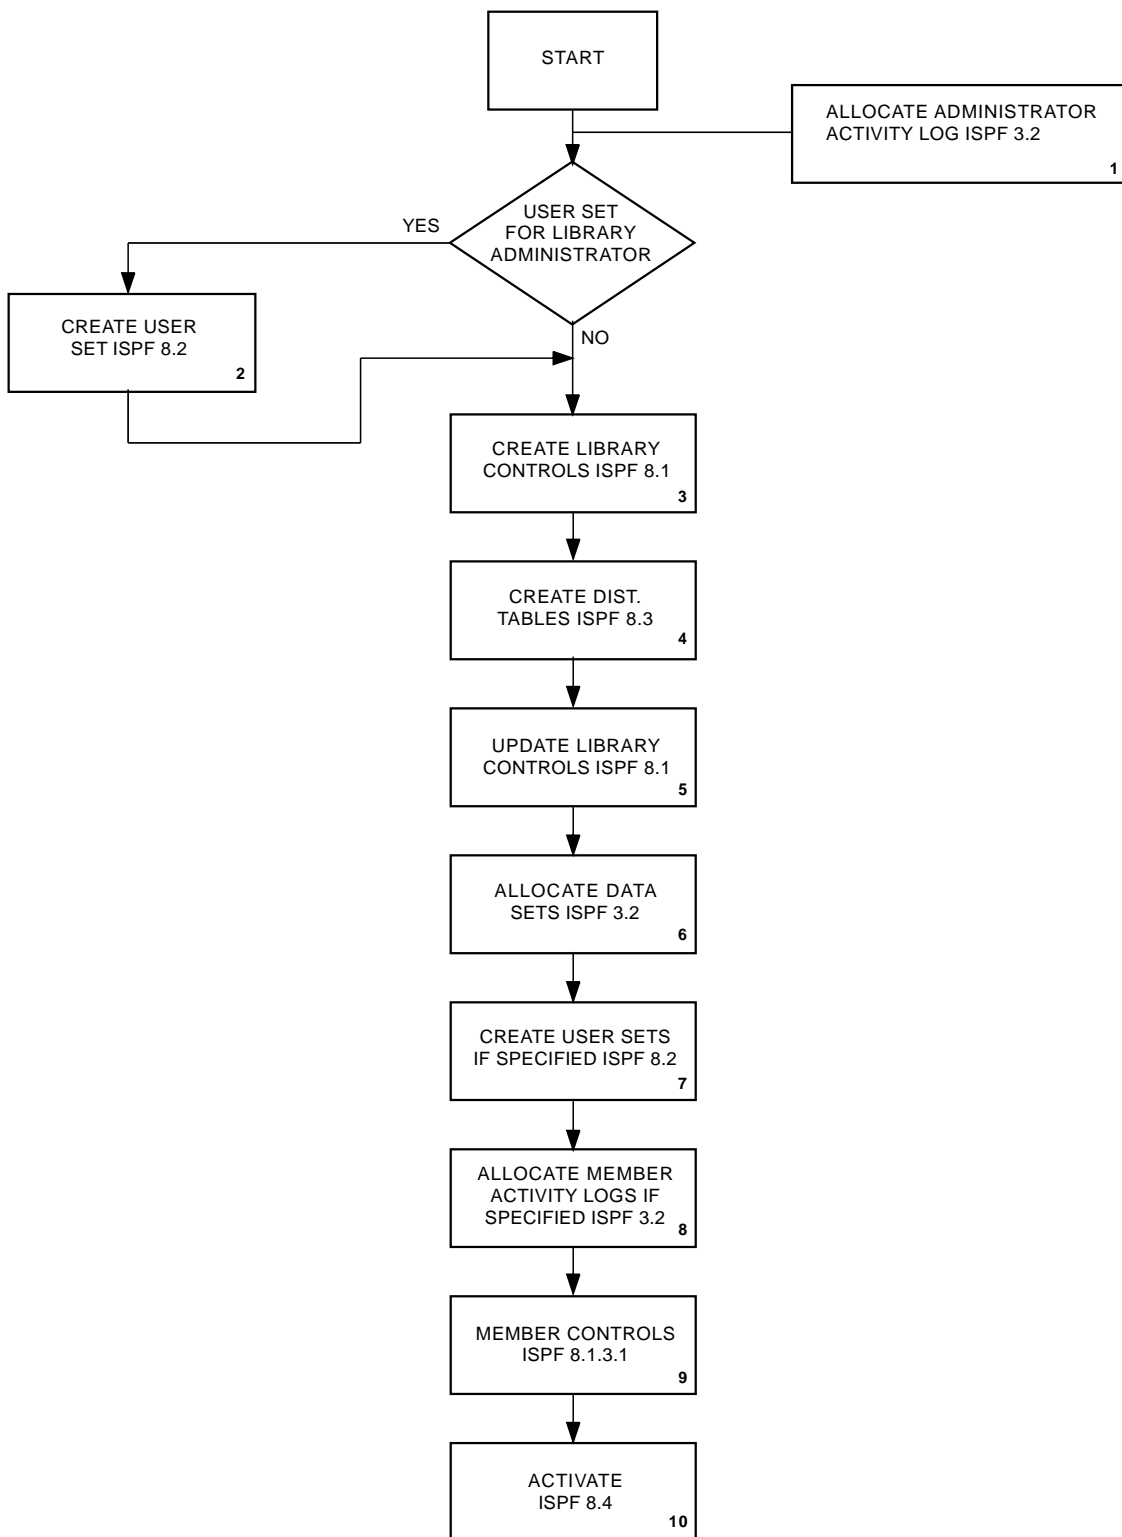 START
ALLOCATE ADMINISTRATOR
ACTIVITY LOG ISPF 3.2
1
USER SET
FOR LIBRARY
ADMINISTRATOR
YES
CREATE USER
SET ISPF 8.2
2
NO
CREATE LIBRARY
CONTROLS ISPF 8.1
3
CREATE DIST.
TABLES ISPF 8.3
4
UPDATE LIBRARY
CONTROLS ISPF 8.1
5
ALLOCATE DATA
SETS ISPF 3.2
6
CREATE USER SETS
IF SPECIFIED ISPF 8.2
7
ALLOCATE MEMBER
ACTIVITY LOGS IF
SPECIFIED ISPF 3.2
8
MEMBER CONTROLS
ISPF 8.1.3.1
9
ACTIVATE
ISPF 8.4
10